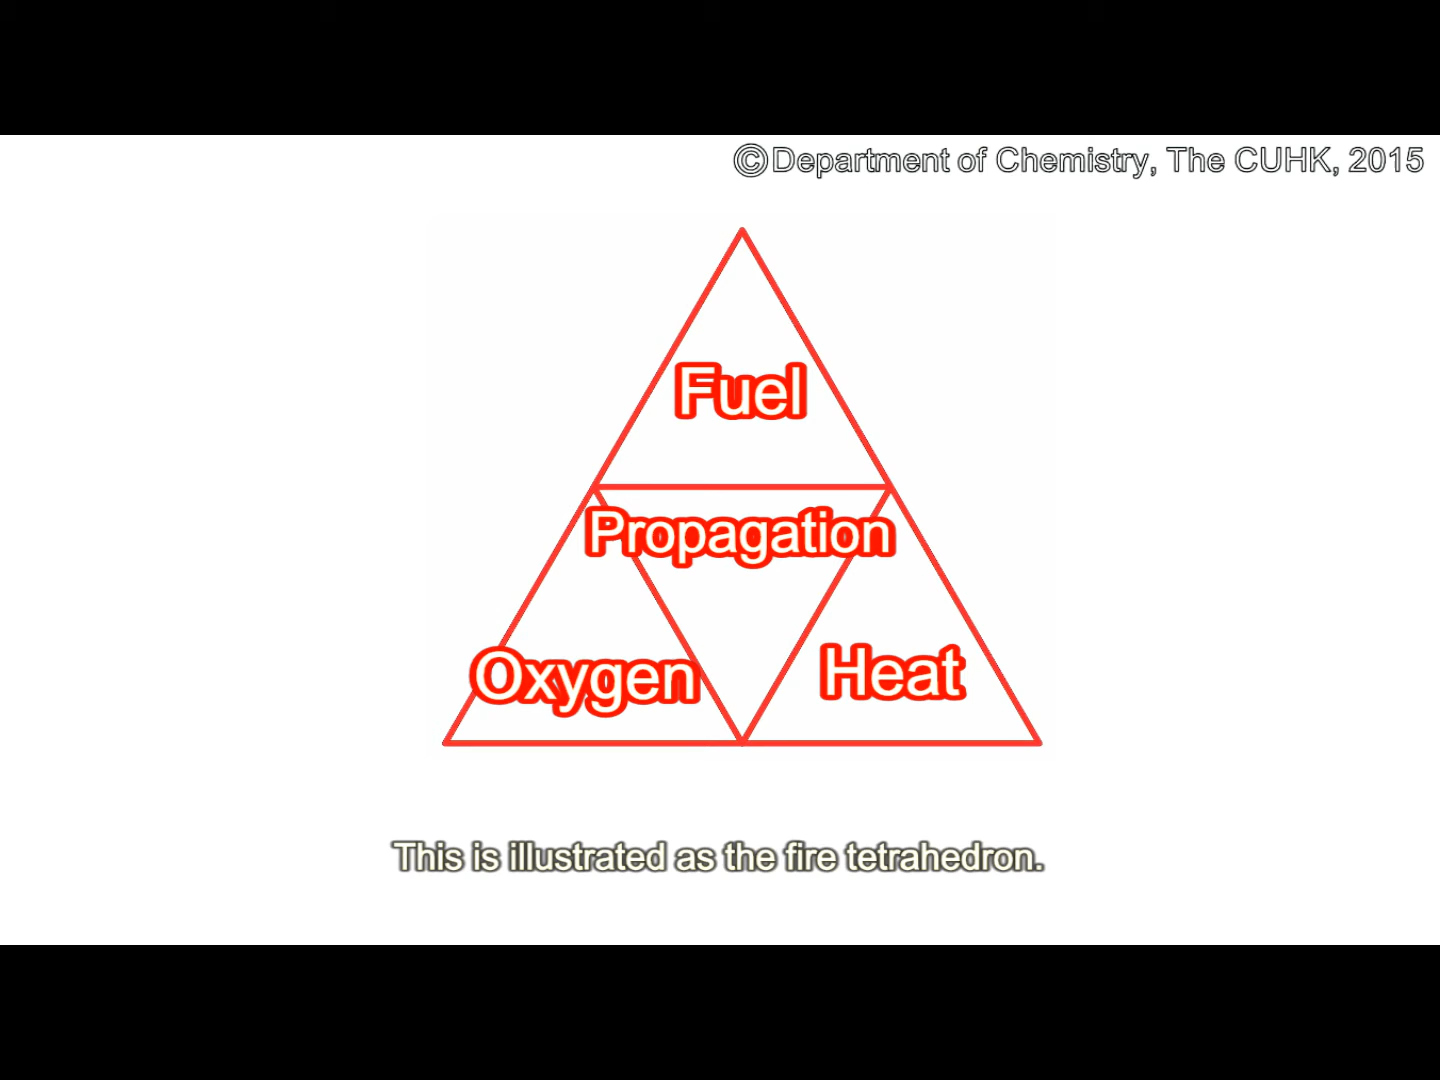 ©Department of Chemistry, The CUHK, 2015
Fuel
Propagation
Oxygen
Heat
This is illustrated as the fire tetrahedron.